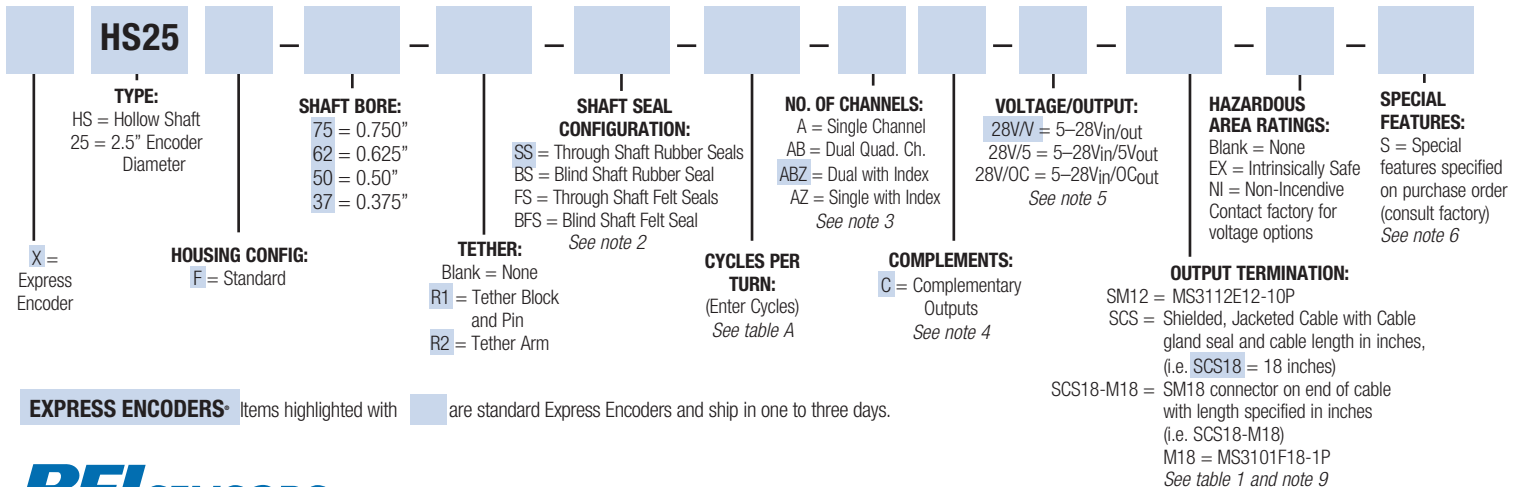 HS25 – – – – – – – – – –
TYPE:
HS = Hollow Shaft
25 = 2.5" Encoder
Diameter
SHAFT BORE:
75 = 0.750”
62 = 0.625”
50 = 0.50”
37 = 0.375”
SHAFT SEAL
CONFIGURATION:
SS = Through Shaft Rubber Seals
BS = Blind Shaft Rubber Seal
FS = Through Shaft Felt Seals
BFS = Blind Shaft Felt Seal
See note 2
NO. OF CHANNELS:
A = Single Channel
AB = Dual Quad. Ch.
ABZ = Dual with Index
AZ = Single with Index
See note 3
VOLTAGE/OUTPUT:
28V/V = 5–28Vin/out
28V/5 = 5–28Vin/5Vout
28V/OC = 5–28Vin/OCout
See note 5
HAZARDOUS
AREA RATINGS:
Blank = None
EX = Intrinsically Safe
NI = Non-Incendive
Contact factory for
voltage options
SPECIAL
FEATURES:
S = Special
features specified
on purchase order
(consult factory)
See note 6
X =
Express
Encoder
HOUSING CONFIG:
F = Standard
TETHER:
Blank = None
R1 = Tether Block
and Pin
R2 = Tether Arm
CYCLES PER
TURN:
(Enter Cycles)
See table A
COMPLEMENTS:
C = Complementary
Outputs
See note 4
OUTPUT TERMINATION:
SM12 = MS3112E12-10P
SCS = Shielded, Jacketed Cable with Cable
gland seal and cable length in inches,
(i.e. SCS18 = 18 inches)
SCS18-M18 = SM18 connector on end of cable
with length specified in inches
(i.e. SCS18-M18)
M18 = MS3101F18-1P
See table 1 and note 9
EXPRESS ENCODERS® Items highlighted with are standard Express Encoders and ship in one to three days.
BEI SENSORS